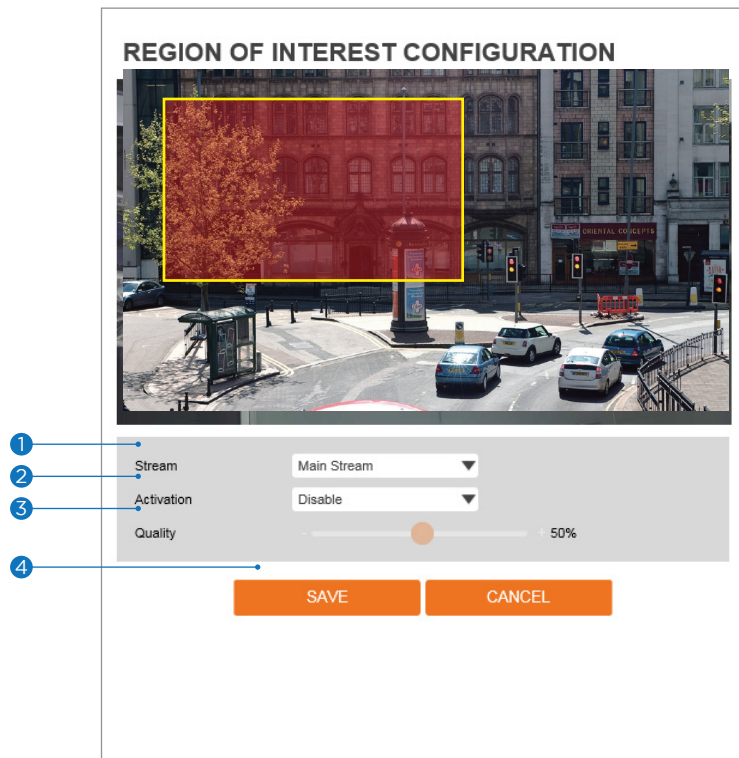 REGION OF INTEREST CONFIGURATION
ORIENTAL CONCEPTS
1
Stream
Main Stream
2
Activation
Disable
3
Quality
-
+ 50%
4
SAVE
CANCEL